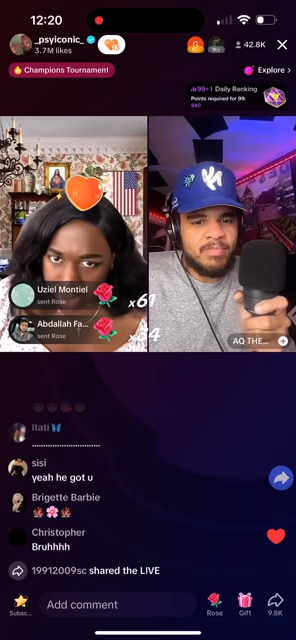 12:20
_psyiconic_
3.7M likes
42.8K
Champions Tournament
Explore >
99+ | Daily Ranking
Points required for 99:
640
Uziel Montiel
sent Rose
x61
Abdallah Fa...
sent Rose
x34
AQ THE...
Itati🦋
............................
sisi
yeah he got u
Brigette Barbie
Christopher
Bruhhhh
19912009sc shared the LIVE
Subsc...
Add comment
Rose
Gift
9.8K